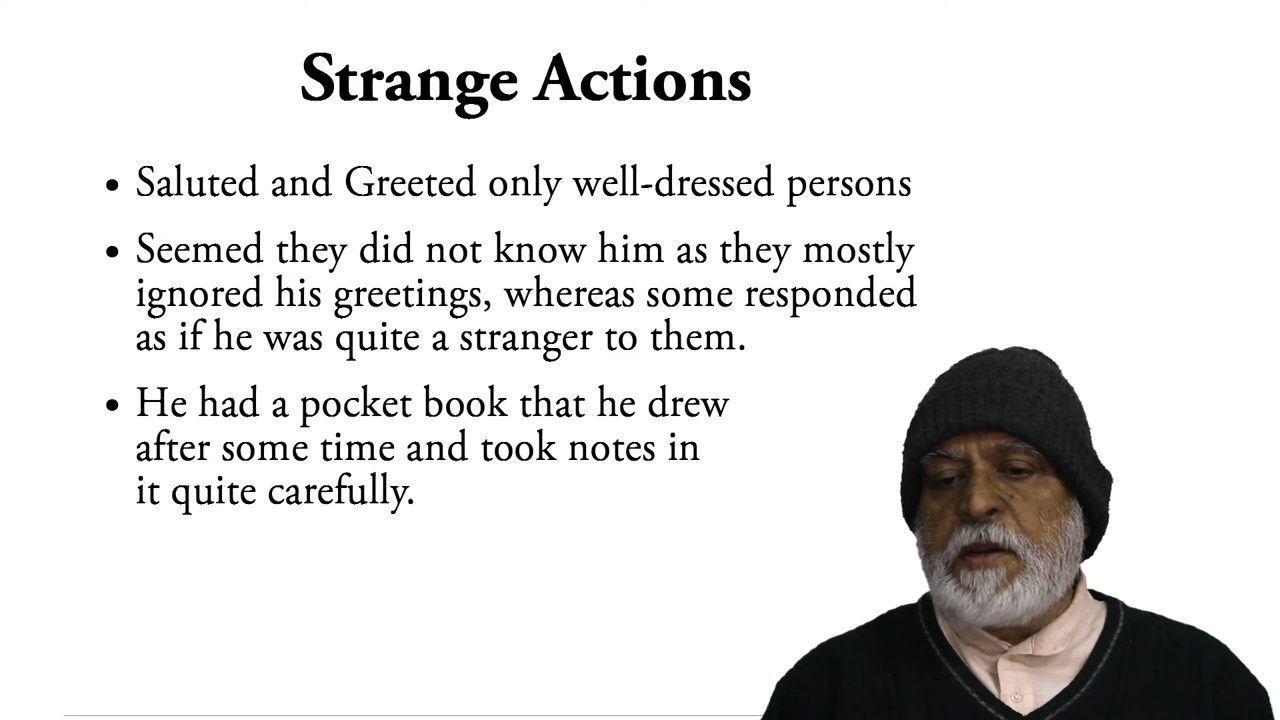 Strange Actions
• Saluted and Greeted only well-dressed persons
• Seemed they did not know him as they mostly
ignored his greetings, whereas some responded
as if he was quite a stranger to them.
• He had a pocket book that he drew
after some time and took notes in
it quite carefully.